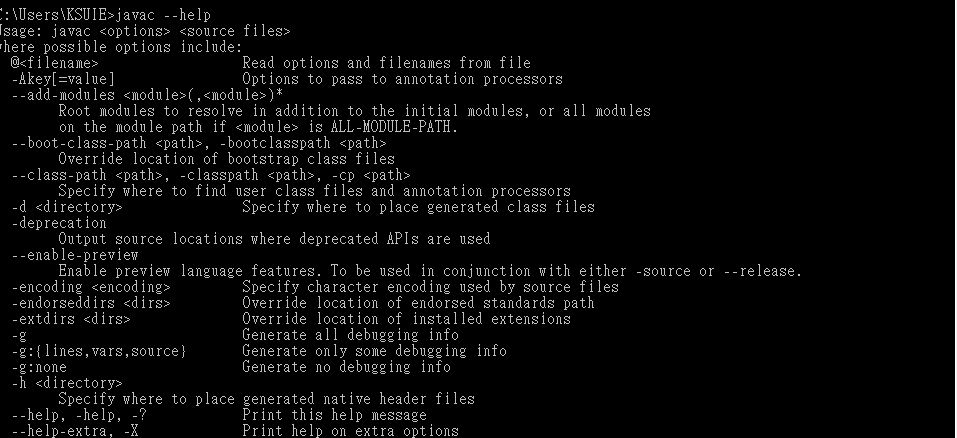 C:\Users\KSUIE>javac --help
Usage: javac <options> <source files>
where possible options include:
  @<filename>                  Read options and filenames from file
  -Akey[=value]                Options to pass to annotation processors
  --add-modules <module>(,<module>)*
        Root modules to resolve in addition to the initial modules, or all modules
        on the module path if <module> is ALL-MODULE-PATH.
  --boot-class-path <path>, -bootclasspath <path>
        Override location of bootstrap class files
  --class-path <path>, -classpath <path>, -cp <path>
        Specify where to find user class files and annotation processors
  -d <directory>               Specify where to place generated class files
  -deprecation
        Output source locations where deprecated APIs are used
  --enable-preview
        Enable preview language features. To be used in conjunction with either -source or --release.
  -encoding <encoding>         Specify character encoding used by source files
  -endorseddirs <dirs>         Override location of endorsed standards path
  -extdirs <dirs>              Override location of installed extensions
  -g                           Generate all debugging info
  -g:{lines,vars,source}       Generate only some debugging info
  -g:none                      Generate no debugging info
  -h <directory>
        Specify where to place generated native header files
  --help, -help, -?            Print this help message
  --help-extra, -X             Print help on extra options